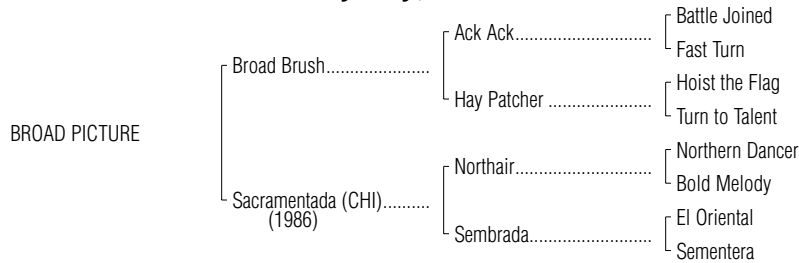 Battle Joined
Ack Ack..............................
Fast Turn
Broad Brush......................
Hoist the Flag
Hay Patcher ......................
Turn to Talent
BROAD PICTURE
Northern Dancer
Northair.............................
Bold Melody
Sacramentada (CHI)..........
(1986)
El Oriental
Sembrada..........................
Sementera